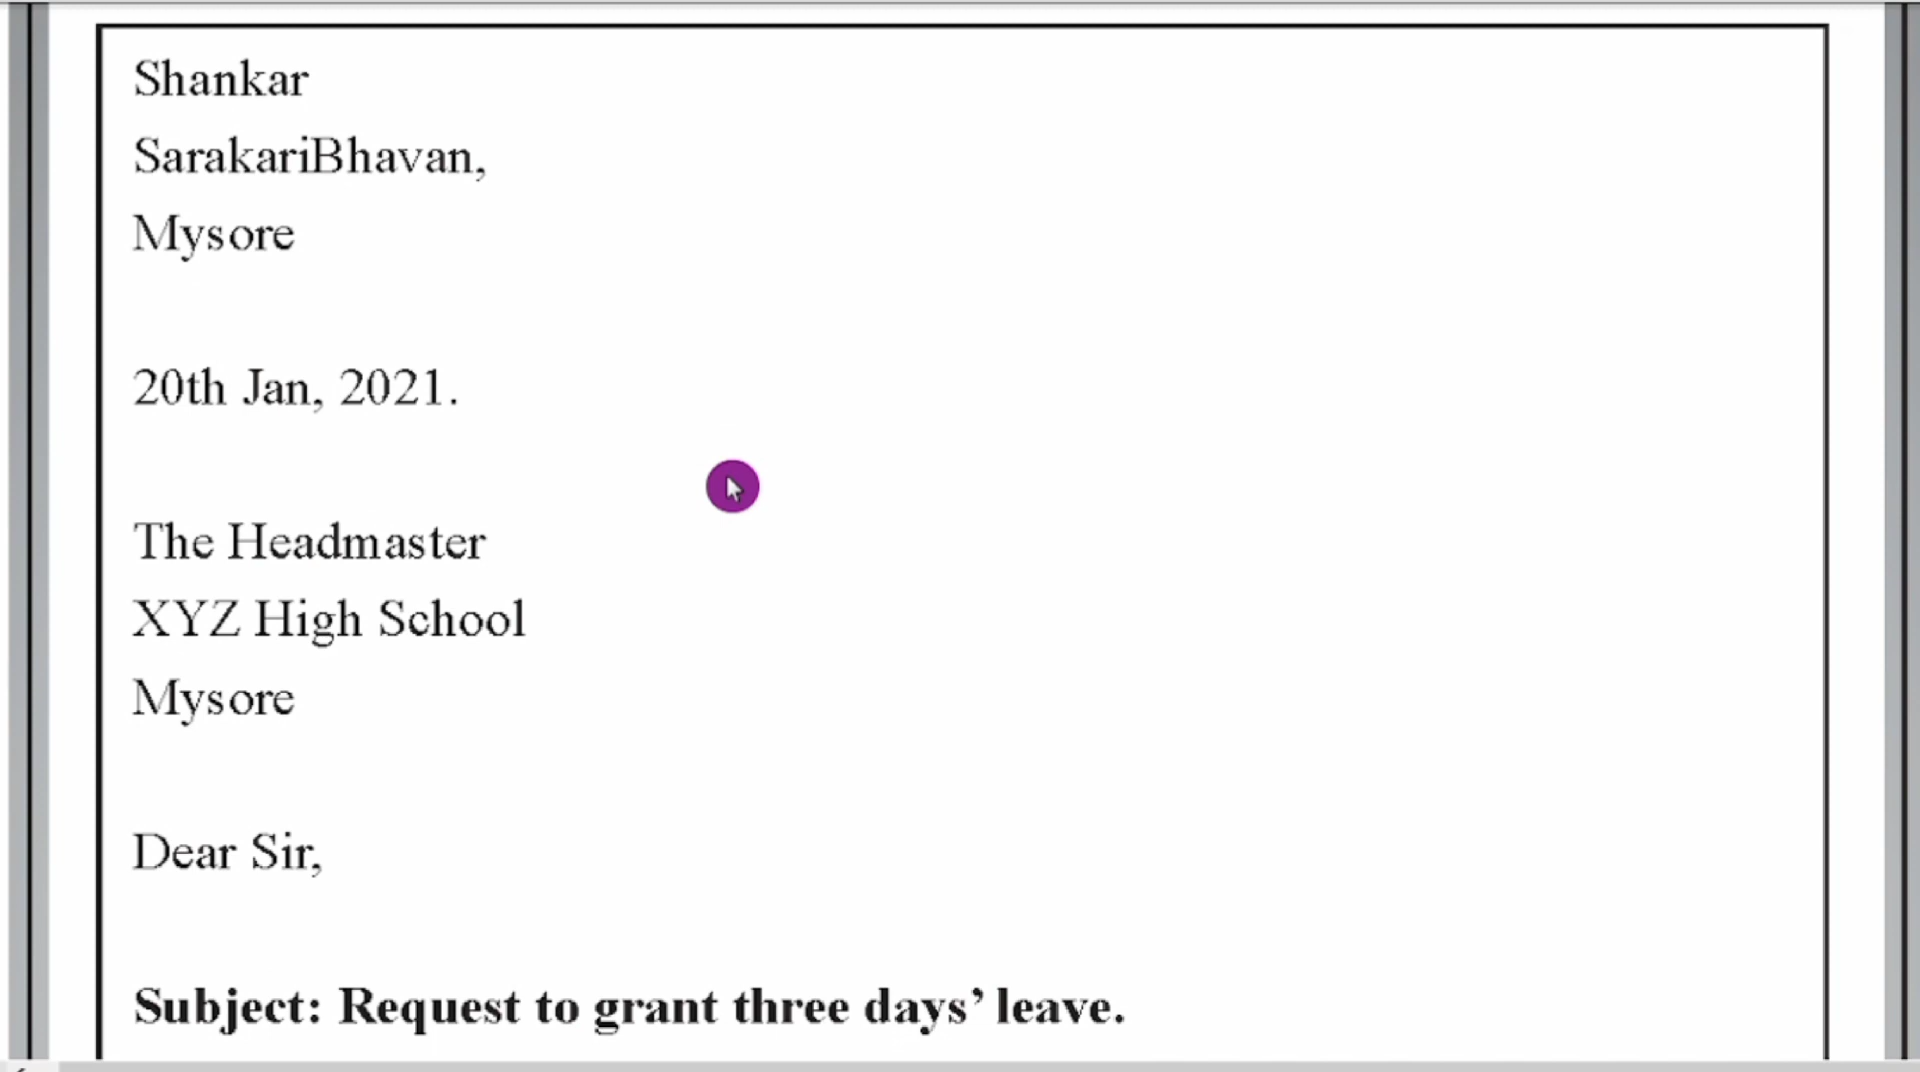 Shankar
SarakariBhavan,
Mysore
20th Jan, 2021.
The Headmaster
XYZ High School
Mysore
Dear Sir,
Subject: Request to grant three days’ leave.